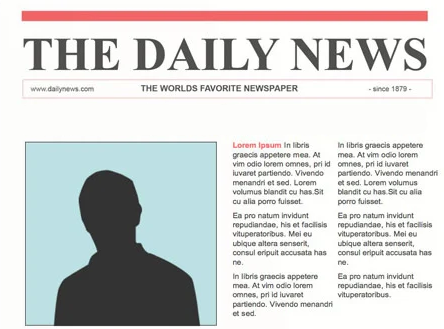 THE DAILY NEWS
www.dailynews.com
THE WORLDS FAVORITE NEWSPAPER
- since 1879 -
Lorem Ipsum In libris
graecis appetere mea. At
vim odio lorem omnes, pri id
iuvaret partiendo. Vivendo
menandri et sed. Lorem
volumus blandit cu has.Sit
cu alia porro fuisset.
Ea pro natum invidunt
repudiandae, his et facilisis
vituperatoribus. Mei eu
ubique altera senserit,
consul eripuit accusata has
ne.
In libris graecis appetere
mea. At vim odio lorem
omnes, pri id iuvaret
partiendo. Vivendo menandri
et sed.
In libris graecis appetere
mea. At vim odio lorem
omnes, pri id iuvaret
partiendo. Vivendo menandri
et sed. Lorem volumus
blandit cu has.Sit cu alia
porro fuisset.
Ea pro natum invidunt
repudiandae, his et facilisis
vituperatoribus. Mei eu
ubique altera senserit,
consul eripuit accusata has
ne.
Ea pro natum invidunt
repudiandae, his et facilisis
vituperatoribus.